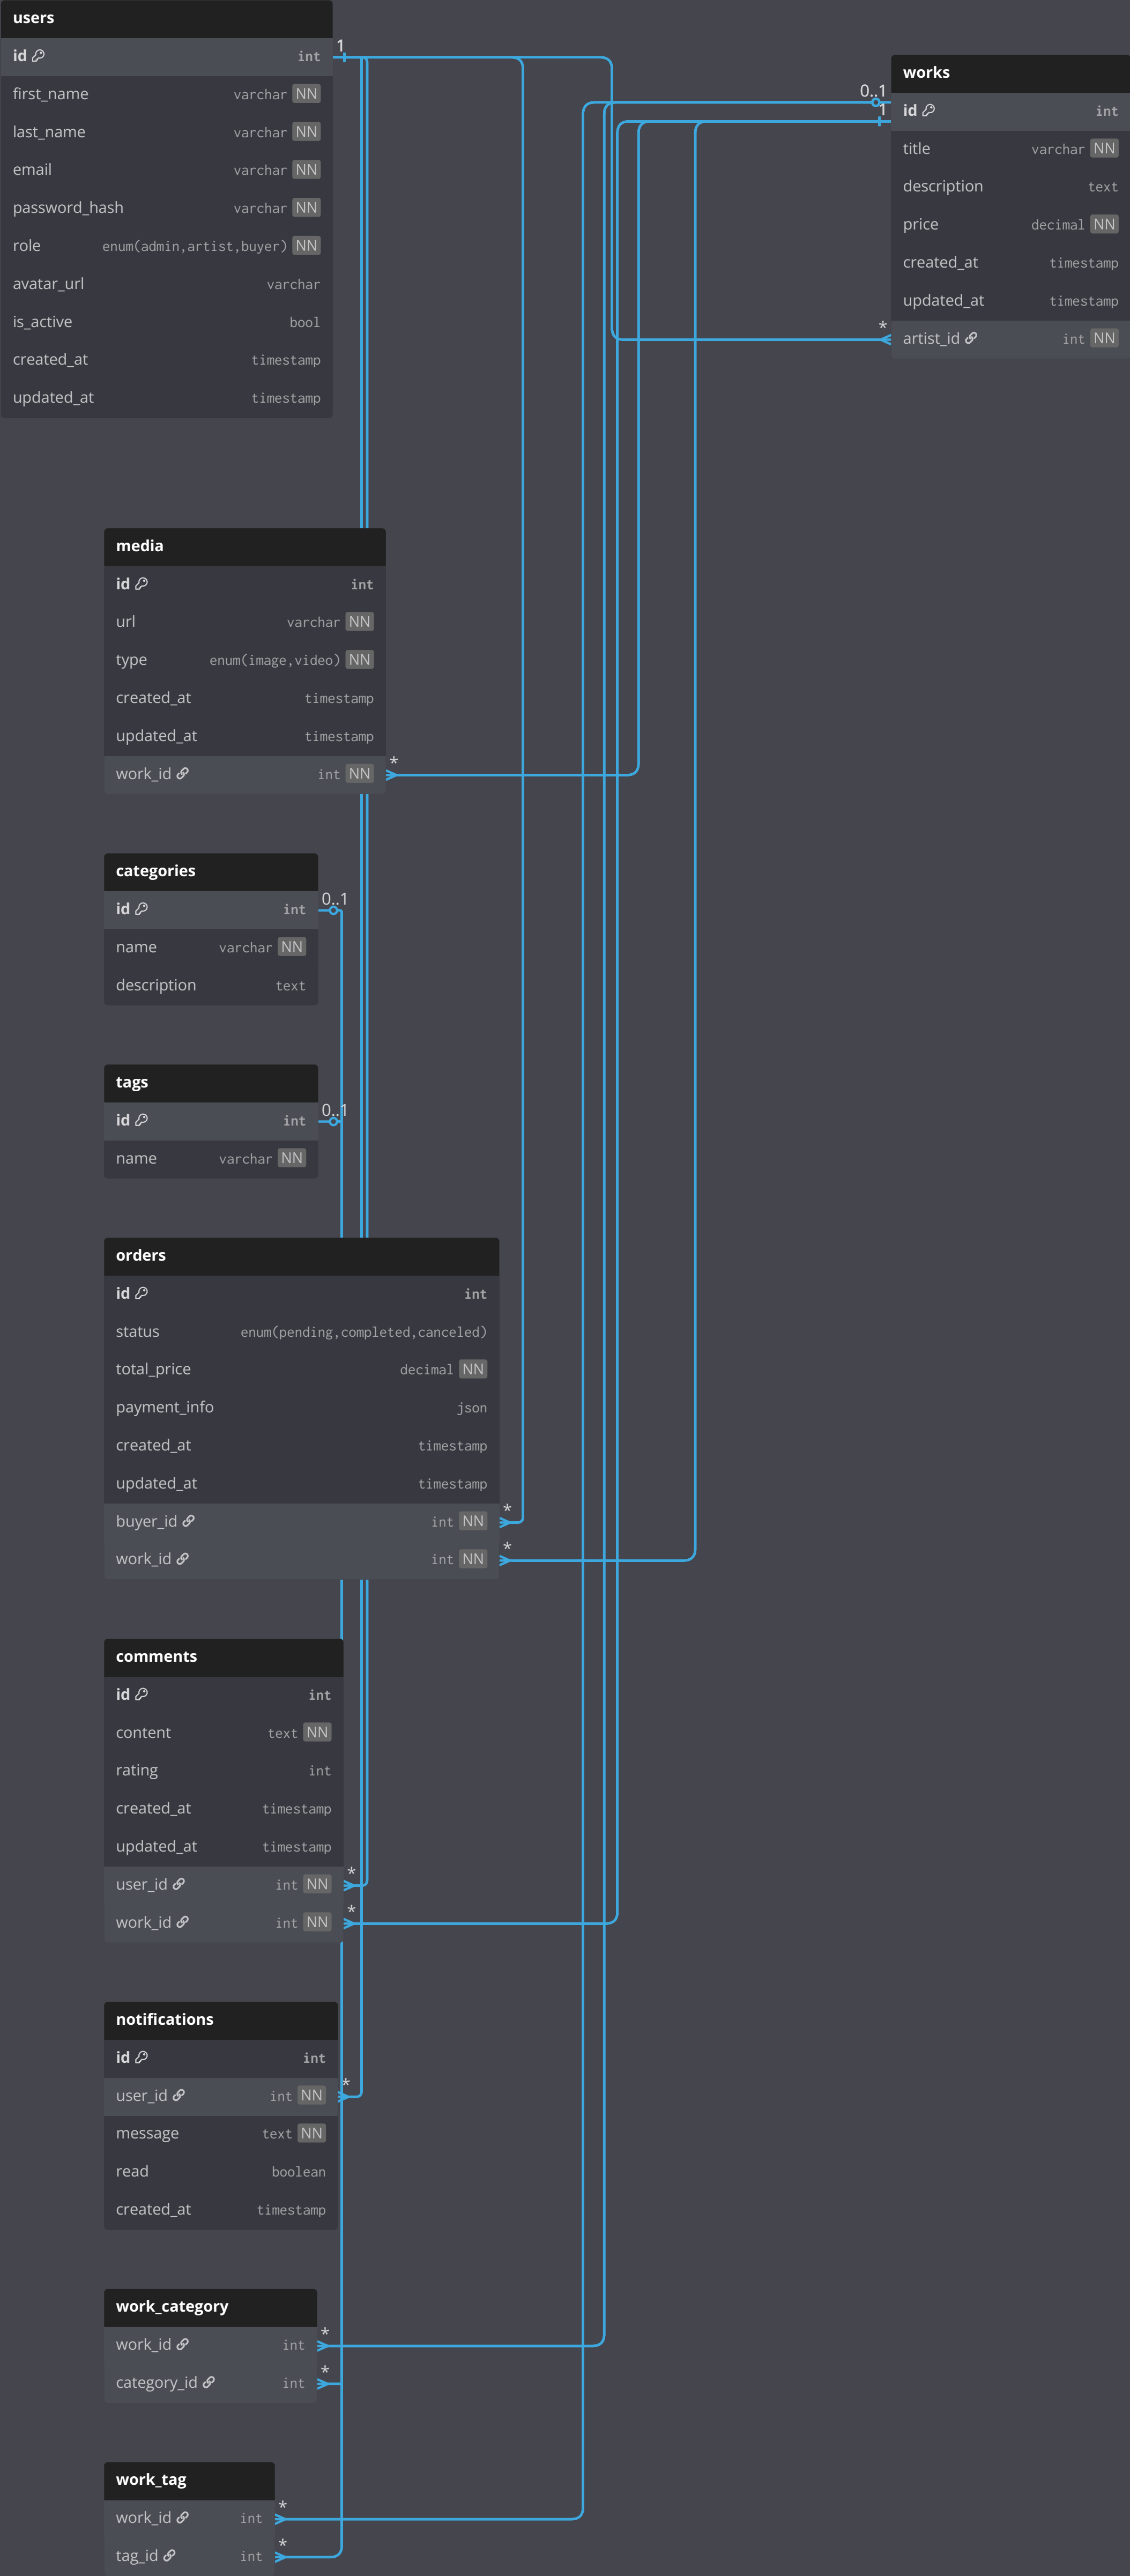 users
id int
first_name varchar NN
last_name varchar NN
email varchar NN
password_hash varchar NN
role enum(admin,artist,buyer) NN
avatar_url varchar
is_active bool
created_at timestamp
updated_at timestamp
1
works
0..1
1
id int
title varchar NN
description text
price decimal NN
created_at timestamp
updated_at timestamp
*
artist_id int NN
media
id int
url varchar NN
type enum(image,video) NN
created_at timestamp
updated_at timestamp
work_id int NN *
categories
id int 0..1
name varchar NN
description text
tags
id int 0..1
name varchar NN
orders
id int
status enum(pending,completed,canceled)
total_price decimal NN
payment_info json
created_at timestamp
updated_at timestamp
buyer_id int NN *
work_id int NN *
comments
id int
content text NN
rating int
created_at timestamp
updated_at timestamp
user_id int NN *
work_id int NN *
notifications
id int
user_id int NN *
message text NN
read boolean
created_at timestamp
work_category
work_id int *
category_id int *
work_tag
work_id int *
tag_id int *